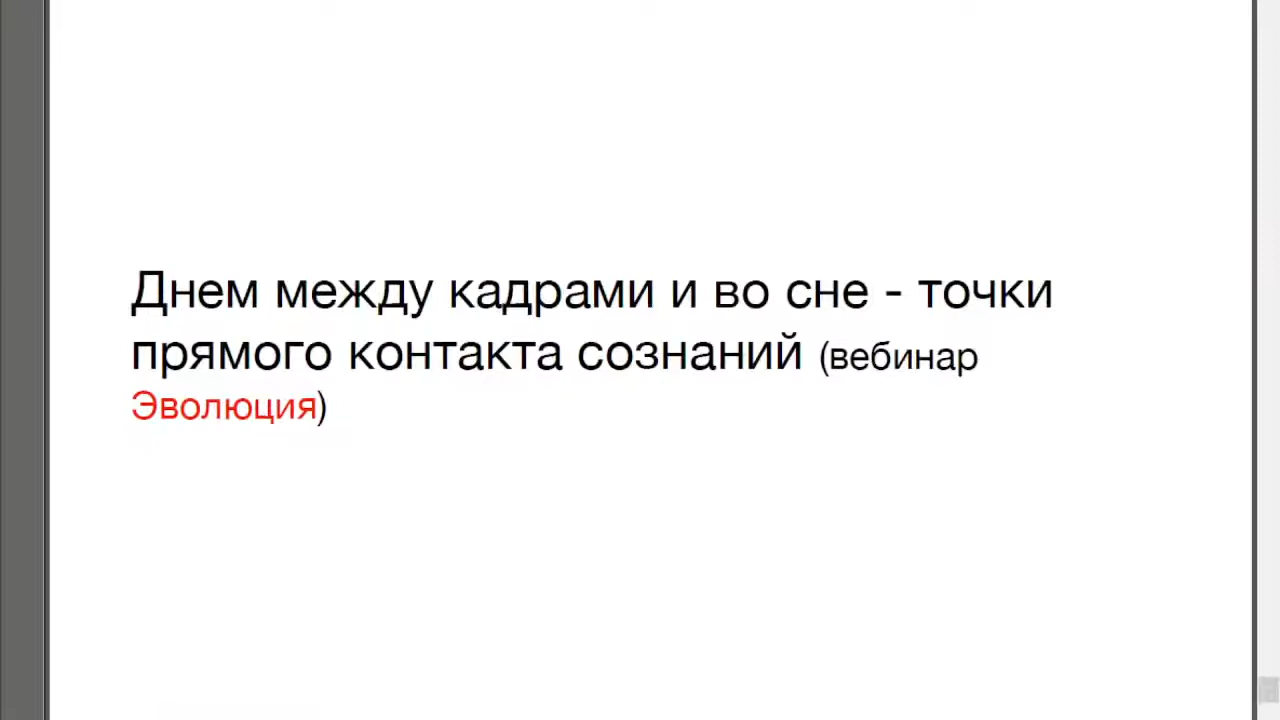 Днем между кадрами и во сне - точки
прямого контакта сознаний (вебинар
Эволюция)